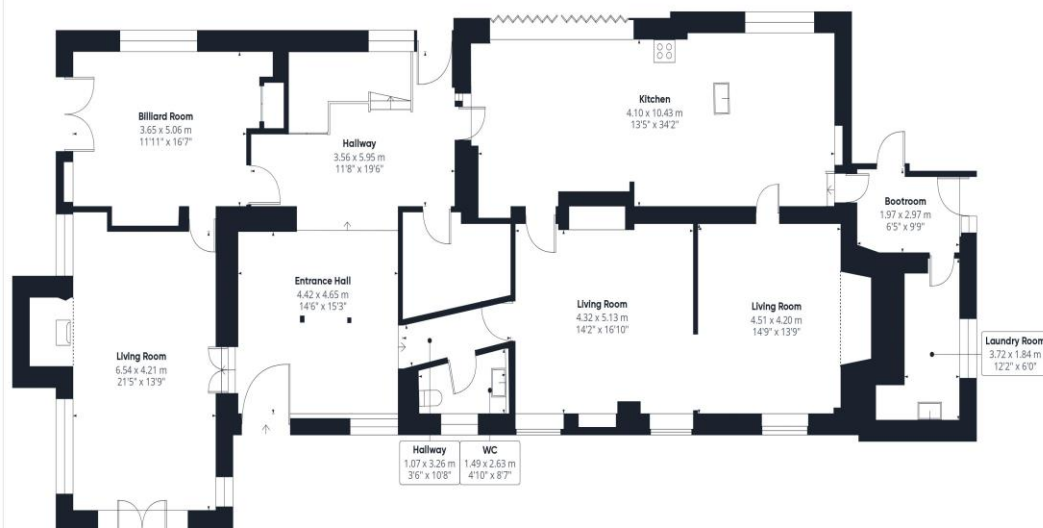 Billiard Room
3.65 x 5.06 m
11'11" x 16'7"
Hallway
3.56 x 5.95 m
11'8" x 19'6"
Kitchen
4.10 x 10.43 m
13'5" x 34'2"
Bootroom
1.97 x 2.97 m
6'5" x 9'9"
Entrance Hall
4.42 x 4.65 m
14'6" x 15'3"
Living Room
4.32 x 5.13 m
14'2" x 16'10"
Living Room
4.51 x 4.20 m
14'9" x 13'9"
Laundry Room
3.72 x 1.84 m
12'2" x 6'0"
Living Room
6.54 x 4.21 m
21'5" x 13'9"
Hallway
1.07 x 3.26 m
3'6" x 10'8"
WC
1.49 x 2.63 m
4'10" x 8'7"